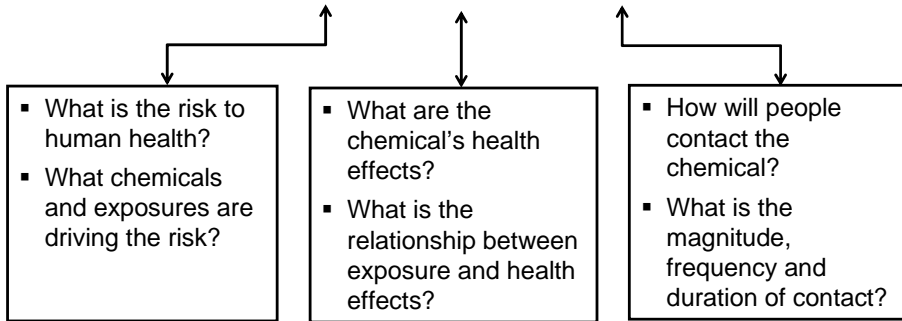 ▪ What is the risk to
human health?
▪ What chemicals
and exposures are
driving the risk?
▪ What are the
chemical's health
effects?
▪ What is the
relationship between
exposure and health
effects?
▪ How will people
contact the
chemical?
▪ What is the
magnitude,
frequency and
duration of contact?